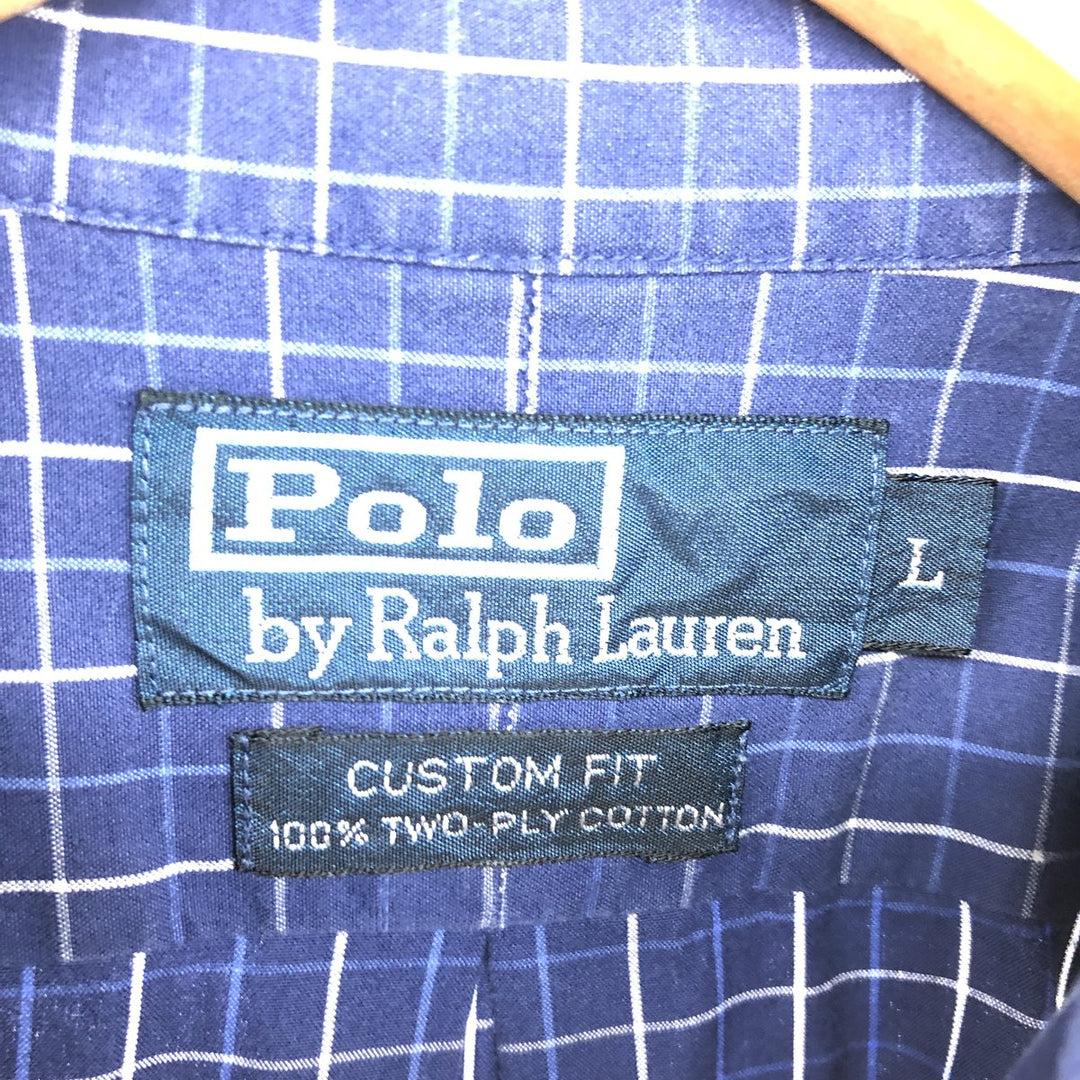 Polo
by Ralph Lauren
L
CUSTOM FIT
100% TWO-PLY COTTON